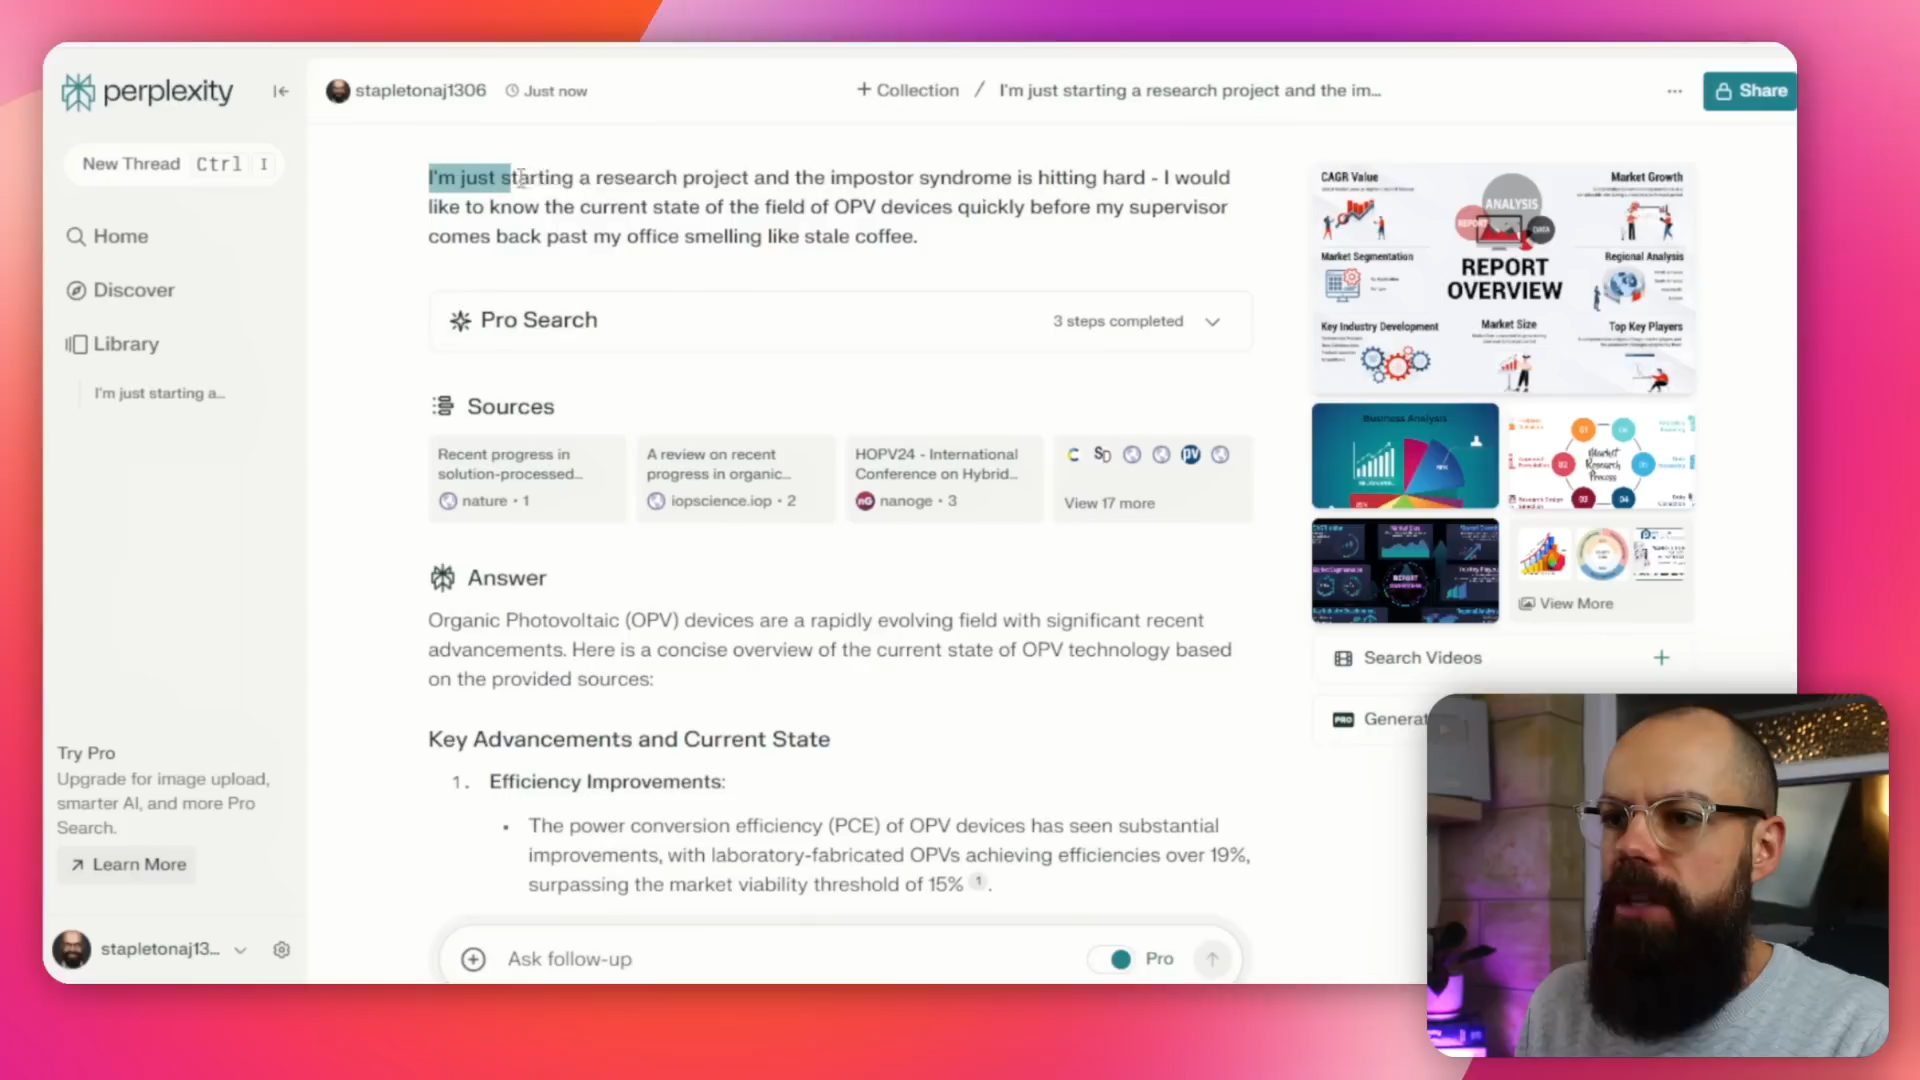 perplexity
stapletonaj1306
Just now
+ Collection / I'm just starting a research project and the im...
Share
New Thread Ctrl I
Home
Discover
Library
I'm just starting a...
Try Pro
Upgrade for image upload,
smarter AI, and more Pro
Search.
Learn More
stapletonaj13...
I'm just starting a research project and the impostor syndrome is hitting hard - I would
like to know the current state of the field of OPV devices quickly before my supervisor
comes back past my office smelling like stale coffee.
Pro Search
3 steps completed
Sources
Recent progress in
solution-processed...
nature • 1
A review on recent
progress in organic...
iopscience.iop • 2
HOPV24 - International
Conference on Hybrid...
nanoge • 3
View 17 more
Answer
Organic Photovoltaic (OPV) devices are a rapidly evolving field with significant recent
advancements. Here is a concise overview of the current state of OPV technology based
on the provided sources:
Key Advancements and Current State
1. Efficiency Improvements:
• The power conversion efficiency (PCE) of OPV devices has seen substantial
improvements, with laboratory-fabricated OPVs achieving efficiencies over 19%,
surpassing the market viability threshold of 15% 1.
Ask follow-up
Pro
CAGR Value
Market Growth
ANALYSIS
REPORT
DATA
Market Segmentation
Regional Analysis
REPORT
OVERVIEW
Key Industry Development
Market Size
Top Key Players
Business Analysis
Market
Research
Process
View More
Search Videos
PRO Generat